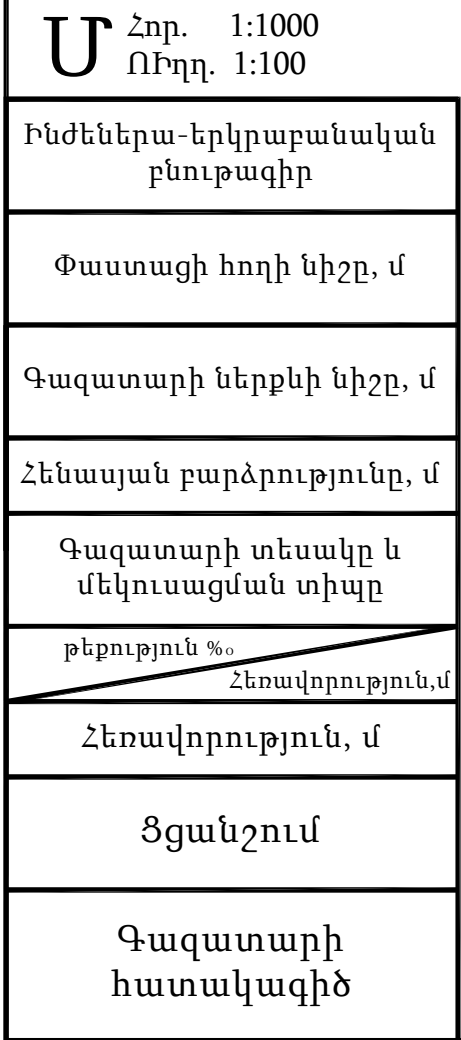 Մ Հոր. 1:1000
ՈՒղղ. 1:100
Ինժեներա-երկրաբանական
բնութագիր
Փաստացի հողի նիշը, մ
Գազատարի ներքևի նիշը, մ
Հենասյան բարձրությունը, մ
Գազատարի տեսակը և
մեկուսացման տիպը
թեքություն ‰
Հեռավորություն,մ
Հեռավորություն, մ
Ցցանշում
Գազատարի
հատակագիծ